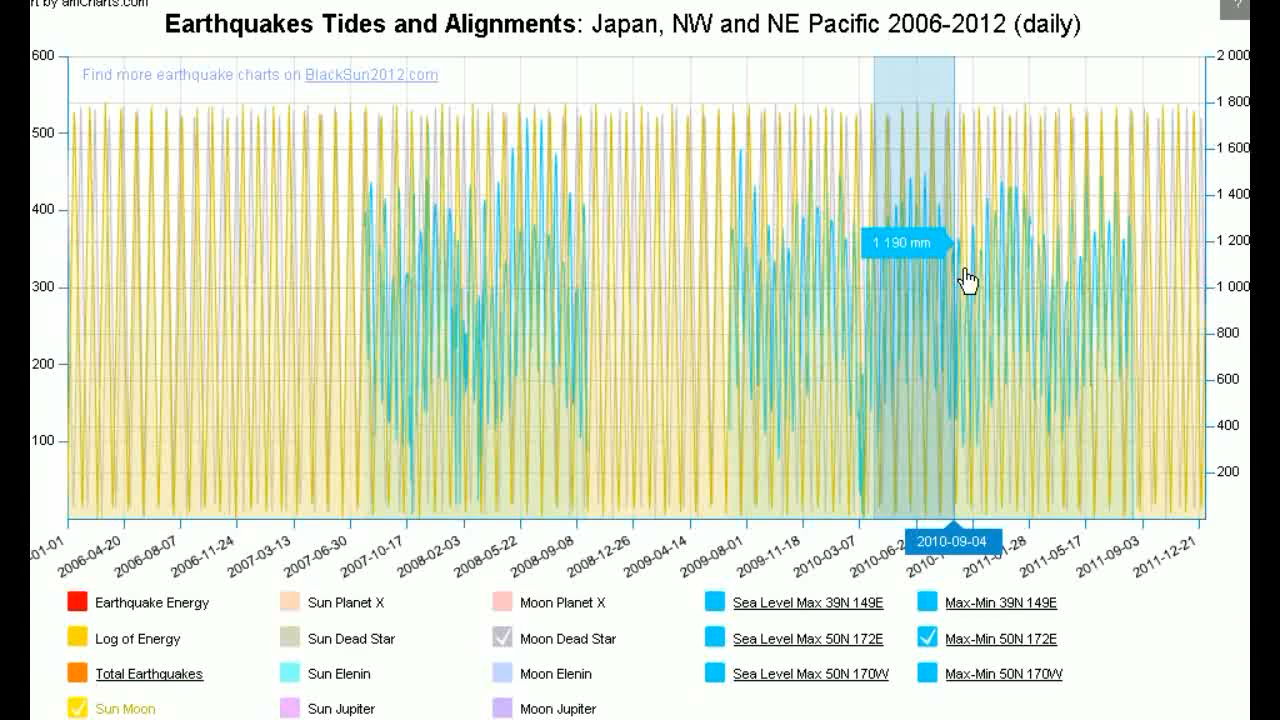 rt by amCharts.com
?
Earthquakes Tides and Alignments: Japan, NW and NE Pacific 2006-2012 (daily)
600
2 000
Find more earthquake charts on BlackSun2012.com
1 800
500
1 600
400
1 400
1 190 mm
1 200
300
1 000
800
200
600
100
400
200
-01-01
2006-04-20
2006-08-07
2006-11-24
2007-03-13
2007-06-30
2007-10-17
2008-02-03
2008-05-22
2008-09-08
2008-12-26
2009-04-14
2009-08-01
2009-11-18
2010-03-07
2010-09-04
2011-05-17
2011-09-03
2011-12-21
Earthquake Energy
Sun Planet X
Moon Planet X
Sea Level Max 39N 149E
Max-Min 39N 149E
Log of Energy
Sun Dead Star
Moon Dead Star
Sea Level Max 50N 172E
Max-Min 50N 172E
Total Earthquakes
Sun Elenin
Moon Elenin
Sea Level Max 50N 170W
Max-Min 50N 170W
Sun Moon
Sun Jupiter
Moon Jupiter